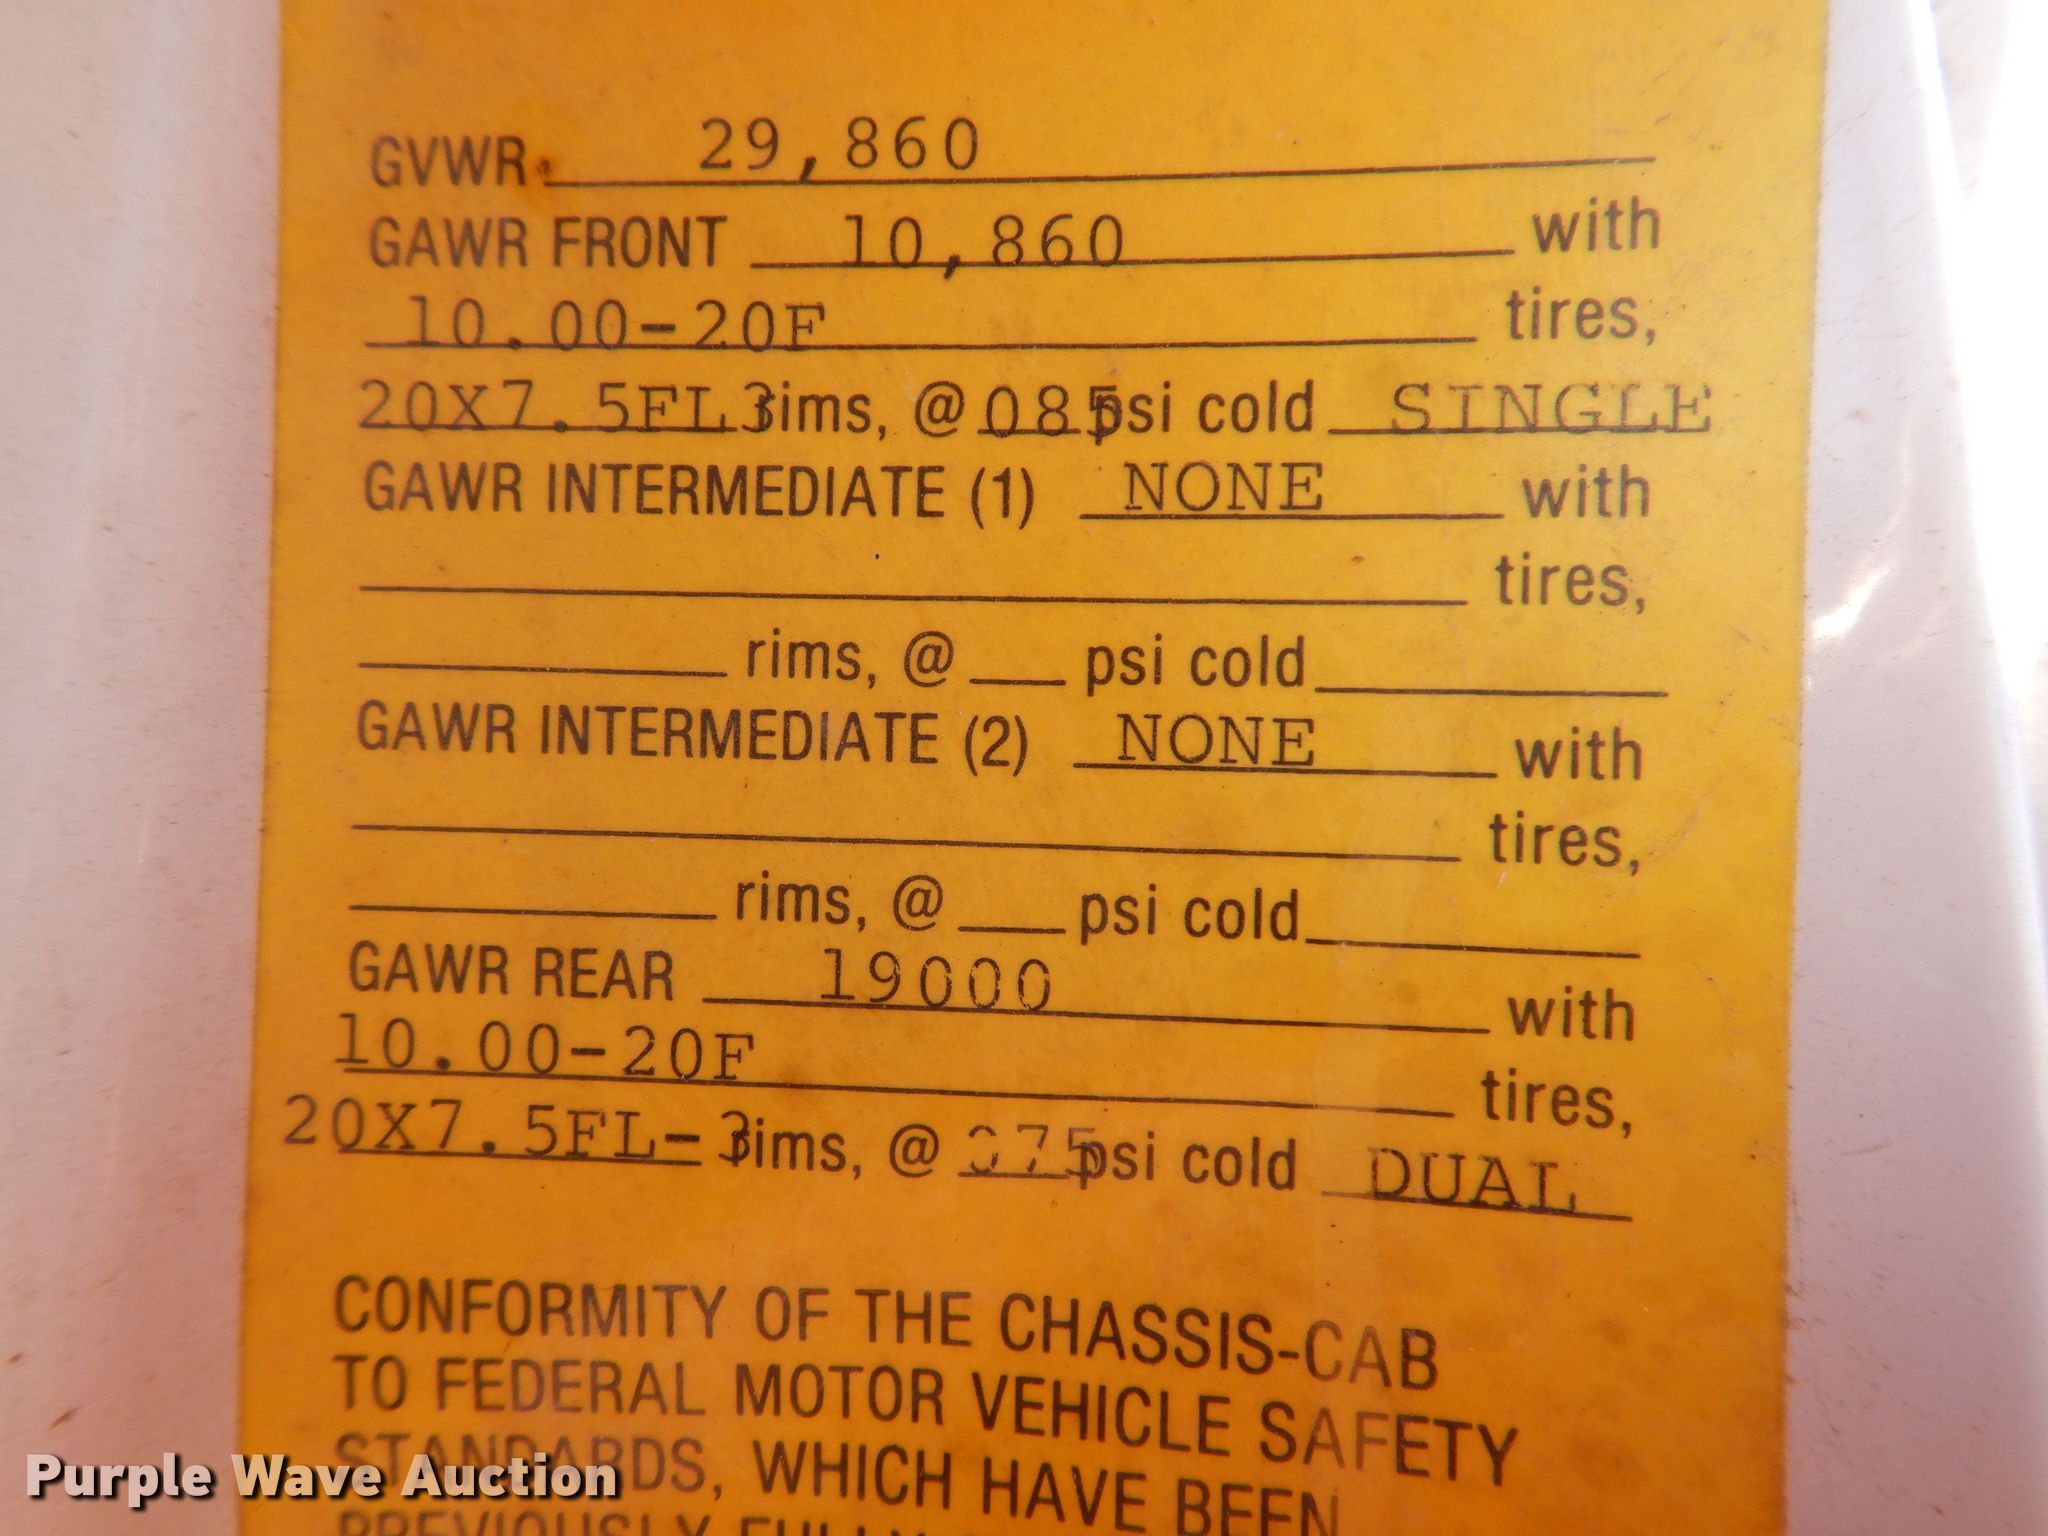 GVWR 29,860
GAWR FRONT 10,860 with
10.00-20F tires,
20X7.5FL3 rims, @ 085 psi cold SINGLE
GAWR INTERMEDIATE (1) NONE with
tires,
rims, @ psi cold
GAWR INTERMEDIATE (2) NONE with
tires,
rims, @ psi cold
GAWR REAR 19000 with
10.00-20F tires,
20X7.5FL-3 rims, @ 075 psi cold DUAL
CONFORMITY OF THE CHASSIS-CAB
TO FEDERAL MOTOR VEHICLE SAFETY
STANDARDS, WHICH HAVE BEEN
PREVIOUSLY FULLY
Purple Wave Auction